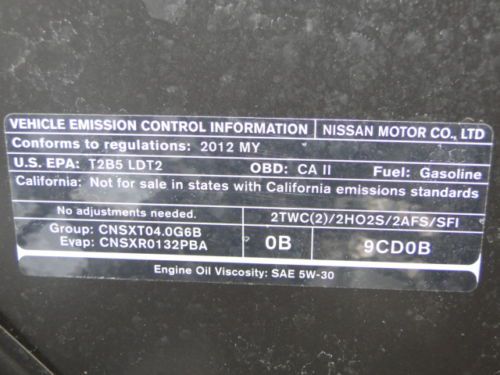 VEHICLE EMISSION CONTROL INFORMATION NISSAN MOTOR CO., LTD
Conforms to regulations: 2012 MY
U.S. EPA: T2B5 LDT2 OBD: CA II Fuel: Gasoline
California: Not for sale in states with California emissions standards
No adjustments needed. 2TWC(2)/2HO2S/2AFS/SFI
Group: CNSXT04.0G6B
Evap: CNSXR0132PBA 0B 9CD0B
Engine Oil Viscosity: SAE 5W-30